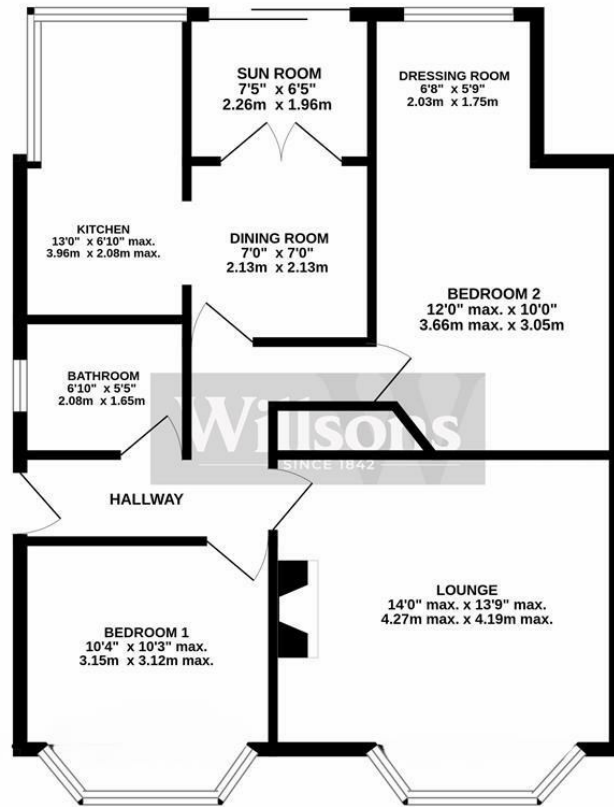 SUN ROOM
7'5" x 6'5"
2.26m x 1.96m
DRESSING ROOM
6'8" x 5'9"
2.03m x 1.75m
KITCHEN
13'0" x 6'10" max.
3.96m x 2.08m max.
DINING ROOM
7'0" x 7'0"
2.13m x 2.13m
BEDROOM 2
12'0" max. x 10'0"
3.66m max. x 3.05m
BATHROOM
6'10" x 5'5"
2.08m x 1.65m
Willsons
SINCE 1842
HALLWAY
LOUNGE
14'0" max. x 13'9" max.
4.27m max. x 4.19m max.
BEDROOM 1
10'4" x 10'3" max.
3.15m x 3.12m max.